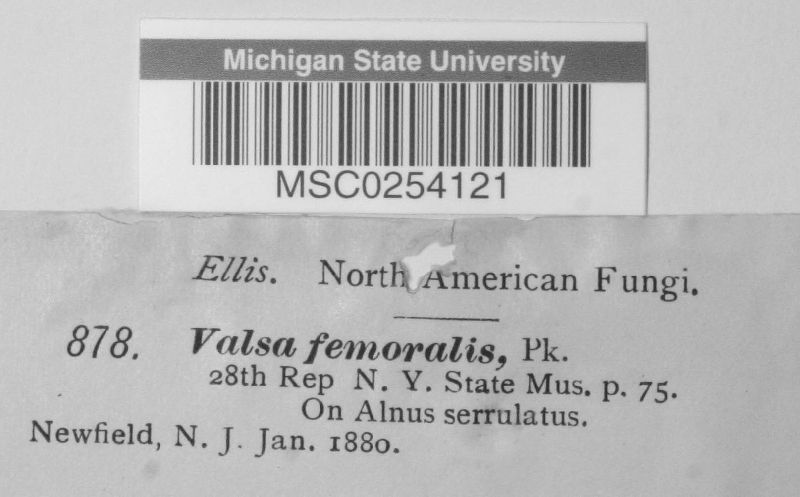 Michigan State University
MSC0254121
Ellis. North American Fungi.
878. Valsa femoralis, Pk.
28th Rep N. Y. State Mus. p. 75.
On Alnus serrulatus.
Newfield, N. J. Jan. 1880.